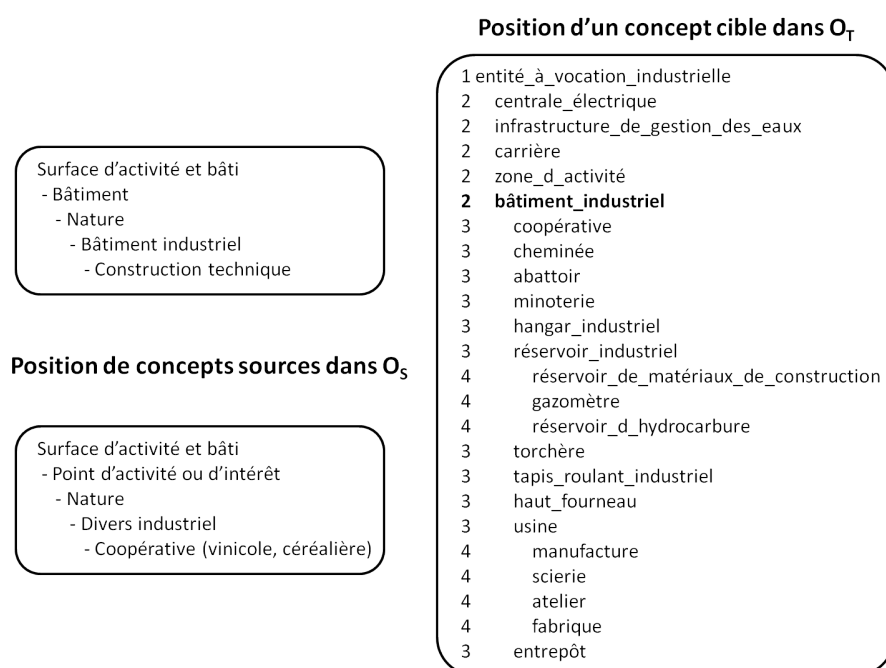 Position d'un concept cible dans O_T
1 entité_à_vocation_industrielle
2 centrale_électrique
2 infrastructure_de_gestion_des_eaux
2 carrière
2 zone_d_activité
2 bâtiment_industriel
3 coopérative
3 cheminée
3 abattoir
3 minoterie
3 hangar_industriel
3 réservoir_industriel
4 réservoir_de_matériaux_de_construction
4 gazomètre
4 réservoir_d_hydrocarbure
3 torchère
3 tapis_roulant_industriel
3 haut_fourneau
3 usine
4 manufacture
4 scierie
4 atelier
4 fabrique
3 entrepôt
Surface d'activité et bâti
- Bâtiment
- Nature
- Bâtiment industriel
- Construction technique
Position de concepts sources dans O_S
Surface d'activité et bâti
- Point d'activité ou d'intérêt
- Nature
- Divers industriel
- Coopérative (vinicole, céréalière)